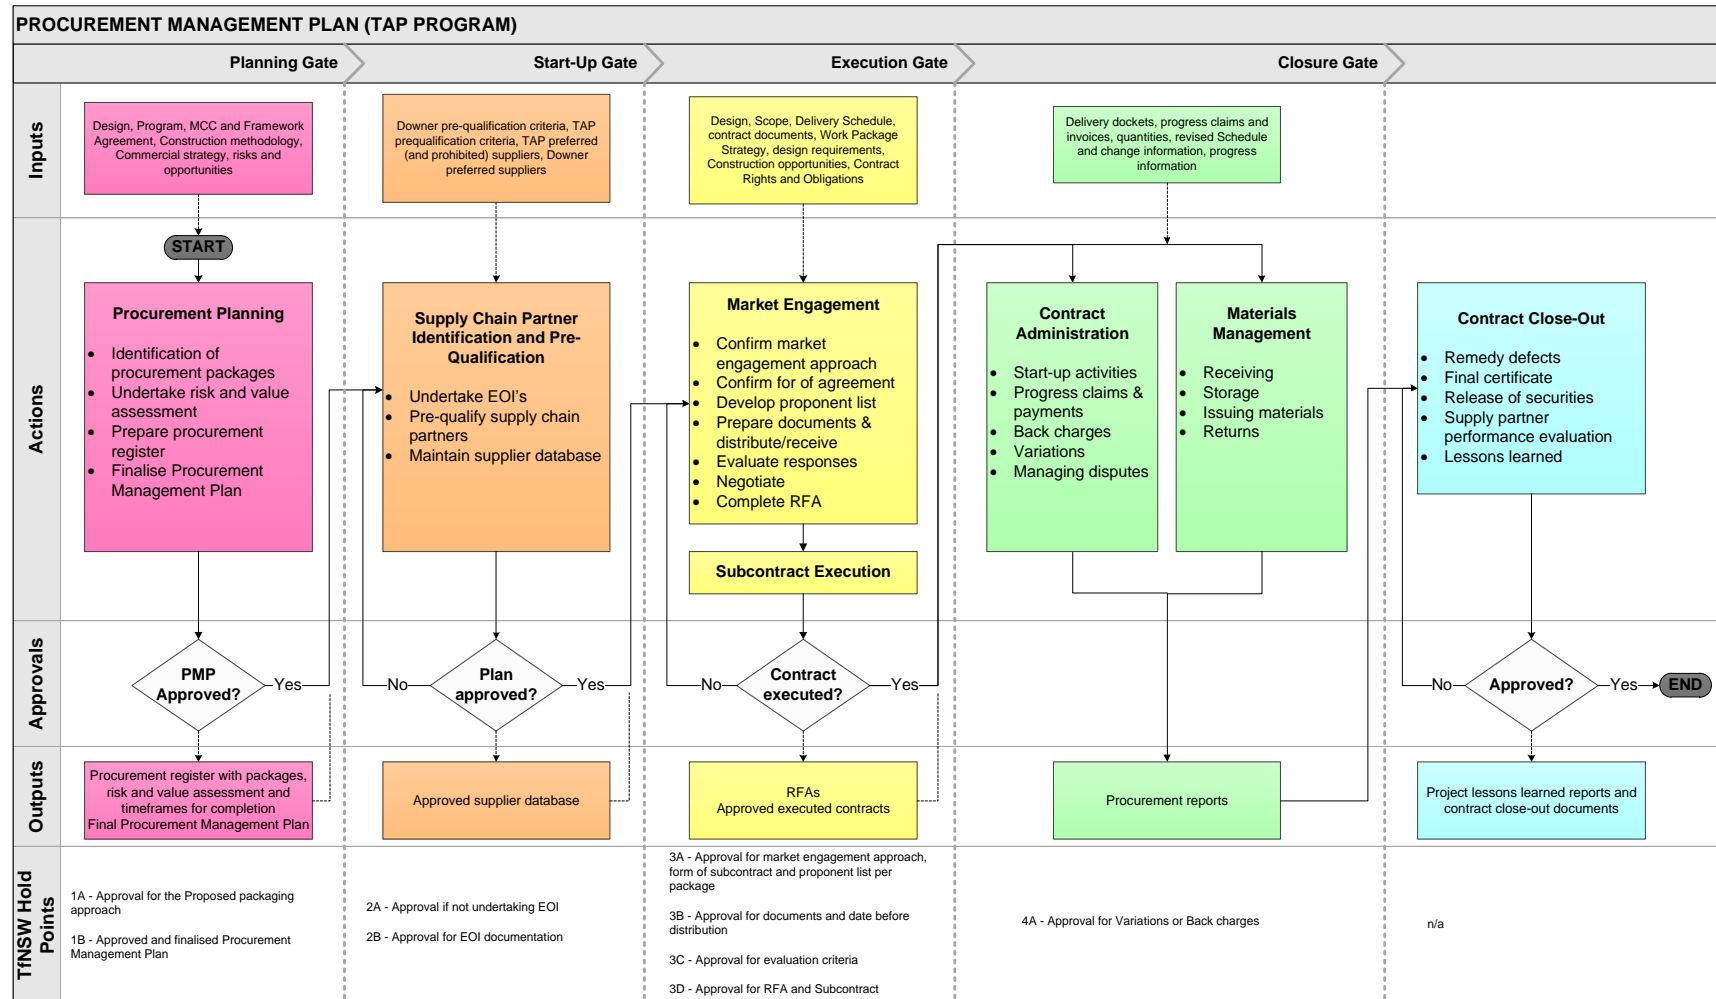 PROCUREMENT MANAGEMENT PLAN (TAP PROGRAM)
Planning Gate
Start-Up Gate
Execution Gate
Closure Gate
Inputs
Design, Program, MCC and Framework
Agreement, Construction methodology,
Commercial strategy, risks and
opportunities
Downer pre-qualification criteria, TAP
prequalification criteria, TAP preferred
(and prohibited) suppliers, Downer
preferred suppliers
Design, Scope, Delivery Schedule,
contract documents, Work Package
Strategy, design requirements,
Construction opportunities, Contract
Rights and Obligations
Delivery dockets, progress claims and
invoices, quantities, revised Schedule
and change information, progress
information
Actions
START
Procurement Planning
• Identification of
procurement packages
• Undertake risk and value
assessment
• Prepare procurement
register
• Finalise Procurement
Management Plan
Supply Chain Partner
Identification and Pre-
Qualification
• Undertake EOI's
• Pre-qualify supply chain
partners
• Maintain supplier database
Market Engagement
• Confirm market
engagement approach
• Confirm for of agreement
• Develop proponent list
• Prepare documents &
distribute/receive
• Evaluate responses
• Negotiate
• Complete RFA
Subcontract Execution
Contract
Administration
• Start-up activities
• Progress claims &
payments
• Back charges
• Variations
• Managing disputes
Materials
Management
• Receiving
• Storage
• Issuing materials
• Returns
Contract Close-Out
• Remedy defects
• Final certificate
• Release of securities
• Supply partner
performance evaluation
• Lessons learned
Approvals
PMP
Approved?
Yes
No
Plan
approved?
Yes
No
Contract
executed?
Yes
No
Approved?
Yes
END
Outputs
Procurement register with packages,
risk and value assessment and
timeframes for completion
Final Procurement Management Plan
Approved supplier database
RFAs
Approved executed contracts
Procurement reports
Project lessons learned reports and
contract close-out documents
TfNSW Hold
Points
1A - Approval for the Proposed packaging
approach
1B - Approved and finalised Procurement
Management Plan
2A - Approval if not undertaking EOI
2B - Approval for EOI documentation
3A - Approval for market engagement approach,
form of subcontract and proponent list per
package
3B - Approval for documents and date before
distribution
3C - Approval for evaluation criteria
3D - Approval for RFA and Subcontract
4A - Approval for Variations or Back charges
n/a